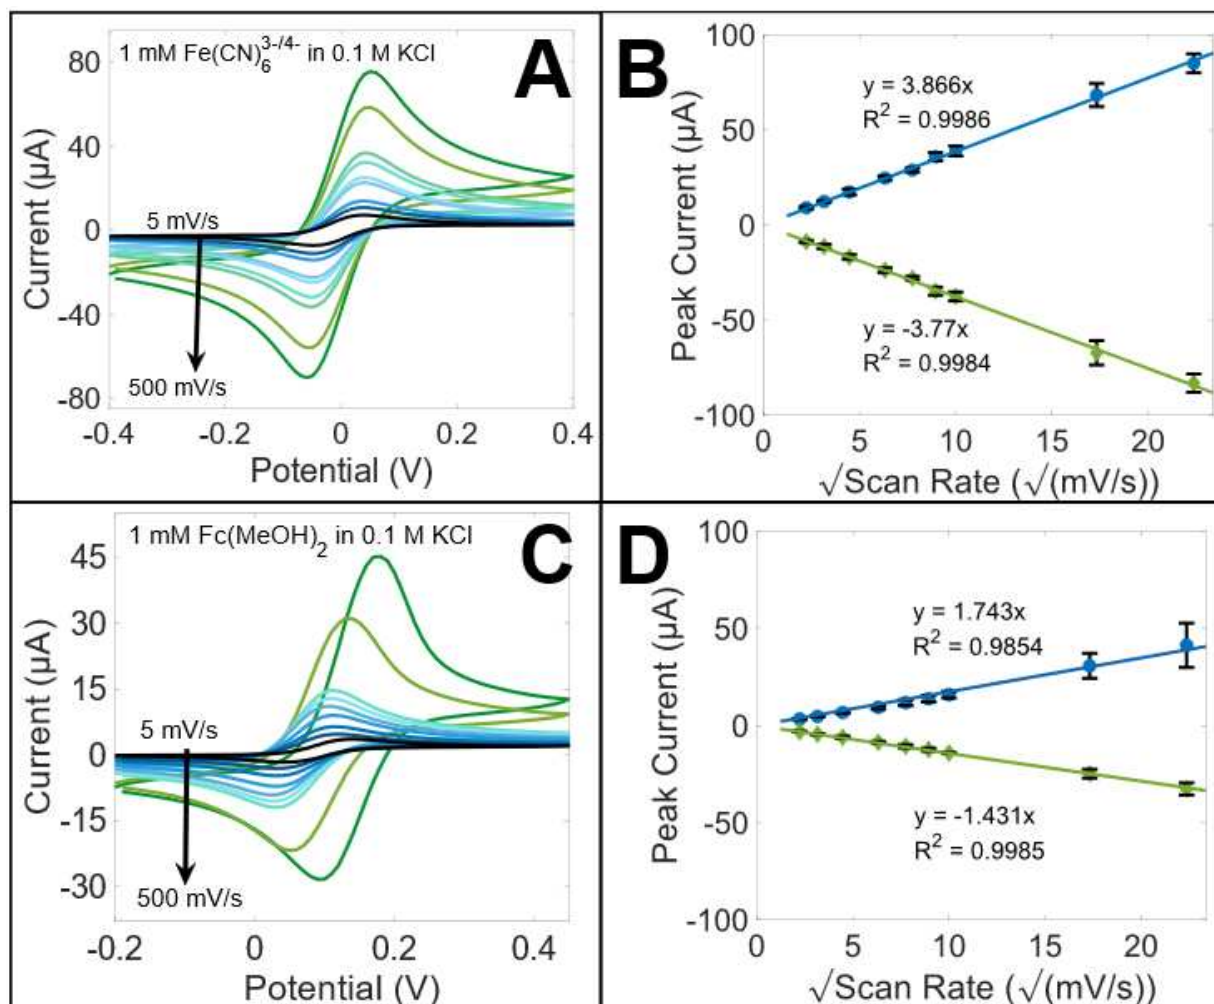 A
1 mM Fe(CN)₆³⁻/⁴⁻ in 0.1 M KCl
80
40
0
-40
-80
Current (µA)
5 mV/s
500 mV/s
-0.4 -0.2 0 0.2 0.4
Potential (V)
B
100
50
0
-50
-100
Peak Current (µA)
y = 3.866x
R² = 0.9986
y = -3.77x
R² = 0.9984
0 5 10 15 20
√Scan Rate (√(mV/s))
C
1 mM Fc(MeOH)₂ in 0.1 M KCl
45
30
15
0
-15
-30
Current (µA)
5 mV/s
500 mV/s
-0.2 0 0.2 0.4
Potential (V)
D
100
50
0
-50
-100
Peak Current (µA)
y = 1.743x
R² = 0.9854
y = -1.431x
R² = 0.9985
0 5 10 15 20
√Scan Rate (√(mV/s))